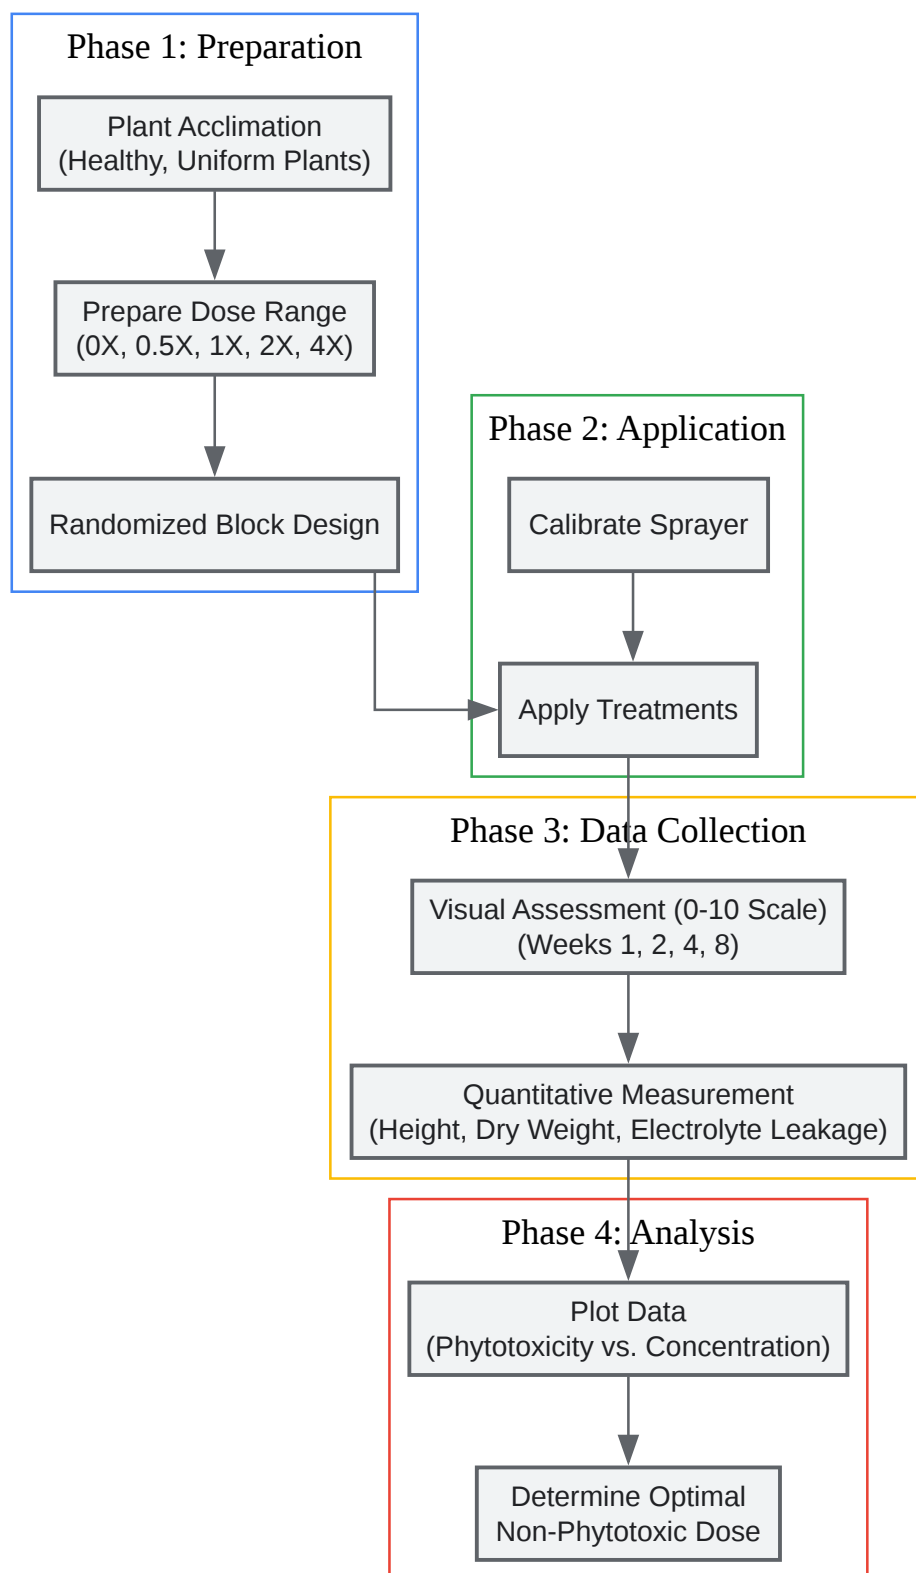 Phase 1: Preparation
Plant Acclimation
(Healthy, Uniform Plants)
Prepare Dose Range
(0X, 0.5X, 1X, 2X, 4X)
Randomized Block Design
Phase 2: Application
Calibrate Sprayer
Apply Treatments
Phase 3: Data Collection
Visual Assessment (0-10 Scale)
(Weeks 1, 2, 4, 8)
Quantitative Measurement
(Height, Dry Weight, Electrolyte Leakage)
Phase 4: Analysis
Plot Data
(Phytotoxicity vs. Concentration)
Determine Optimal
Non-Phytotoxic Dose